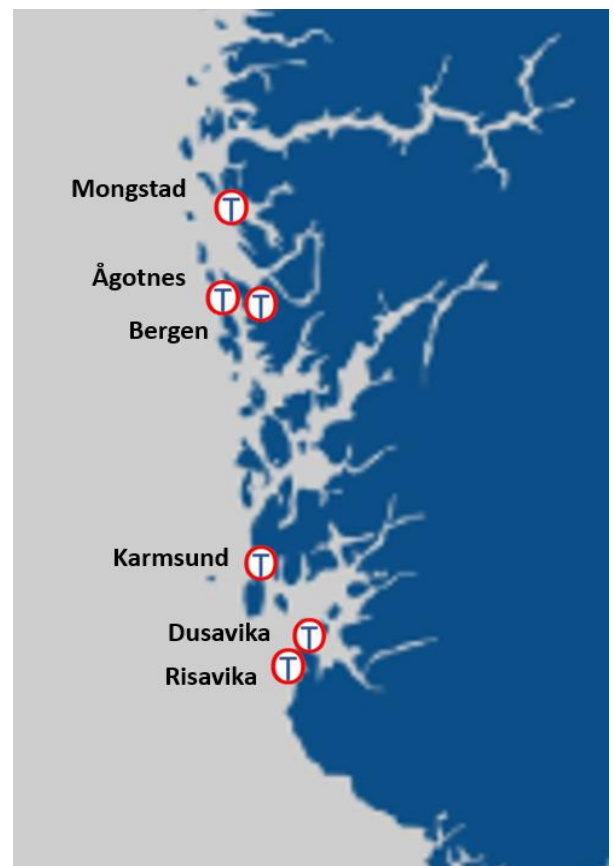 Mongstad
T
Ågotnes
T T
Bergen
Karmsund
T
Dusavika
T
Risavika
T